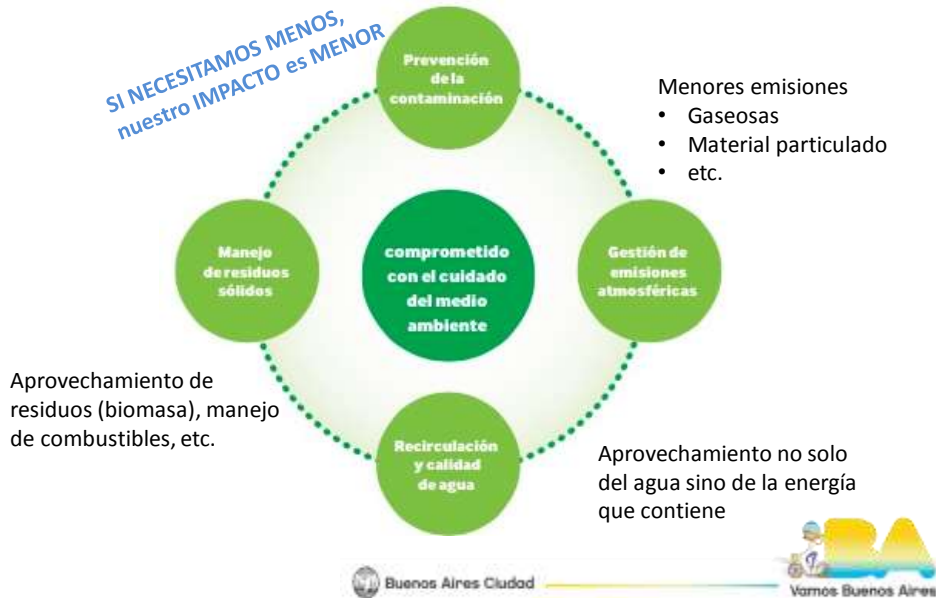 SI NECESITAMOS MENOS,
nuestro IMPACTO es MENOR
Prevención
de la
contaminación
Menores emisiones
• Gaseosas
• Material particulado
• etc.
Manejo
de residuos
sólidos
comprometido
con el cuidado
del medio
ambiente
Gestión de
emisiones
atmosféricas
Aprovechamiento de
residuos (biomasa), manejo
de combustibles, etc.
Recirculación
y calidad
de agua
Aprovechamiento no solo
del agua sino de la energía
que contiene
Buenos Aires Ciudad
BA
Vamos Buenos Aires